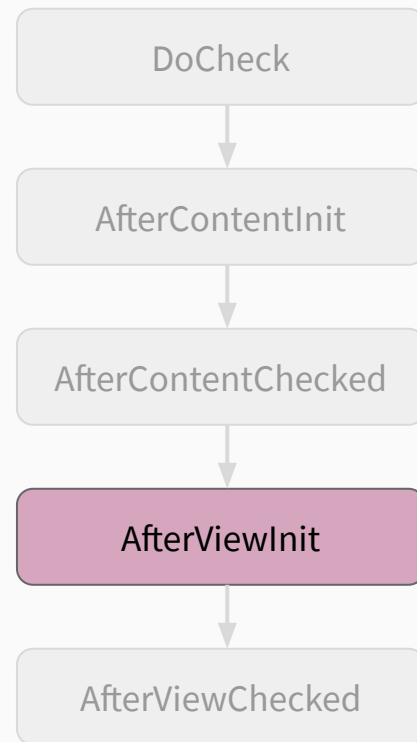 DoCheck
AfterContentInit
AfterContentChecked
AfterViewInit
AfterViewChecked